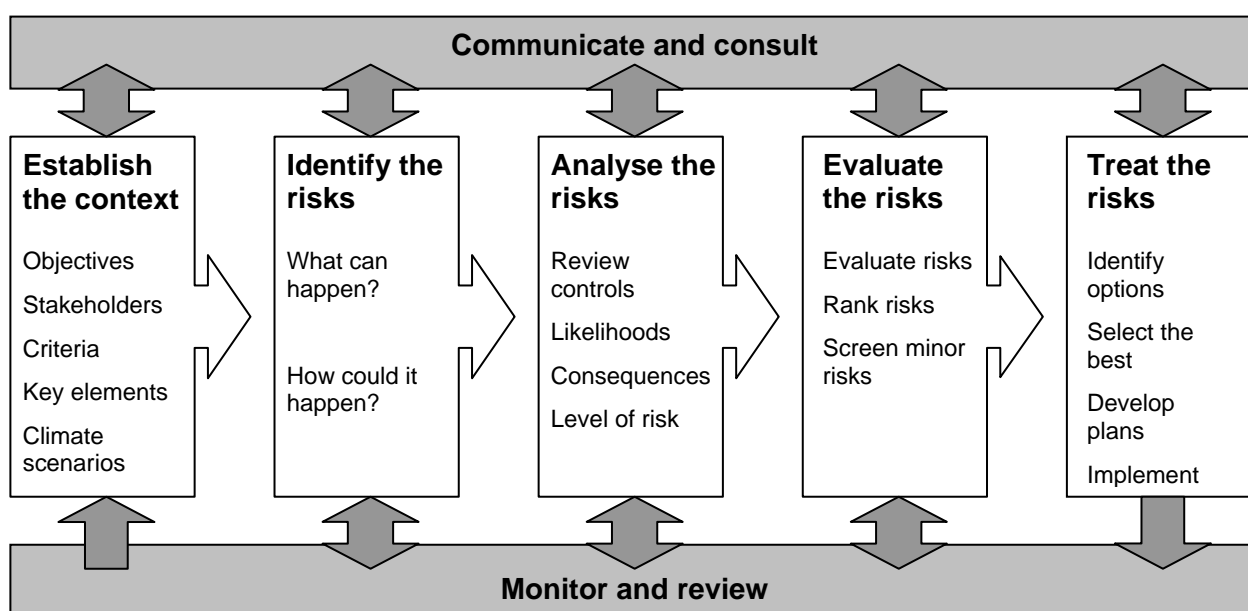 Communicate and consult
Establish
the context
Objectives
Stakeholders
Criteria
Key elements
Climate
scenarios
Identify the
risks
What can
happen?
How could it
happen?
Analyse the
risks
Review
controls
Likelihoods
Consequences
Level of risk
Evaluate
the risks
Evaluate risks
Rank risks
Screen minor
risks
Treat the
risks
Identify
options
Select the
best
Develop
plans
Implement
Monitor and review